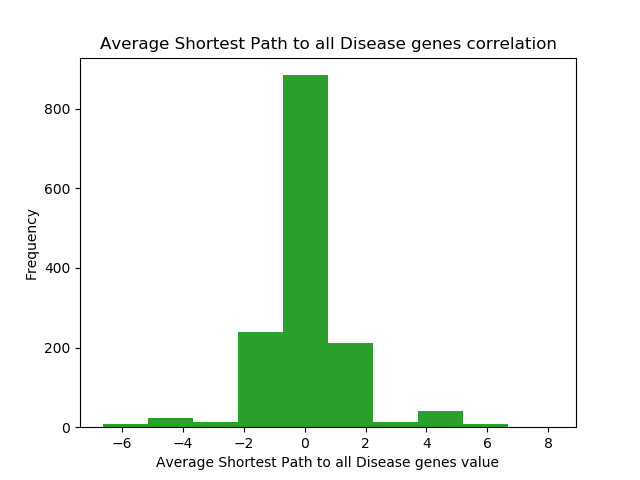 Average Shortest Path to all Disease genes correlation
Frequency
800
600
400
200
0
−6 −4 −2 0 2 4 6 8
Average Shortest Path to all Disease genes value